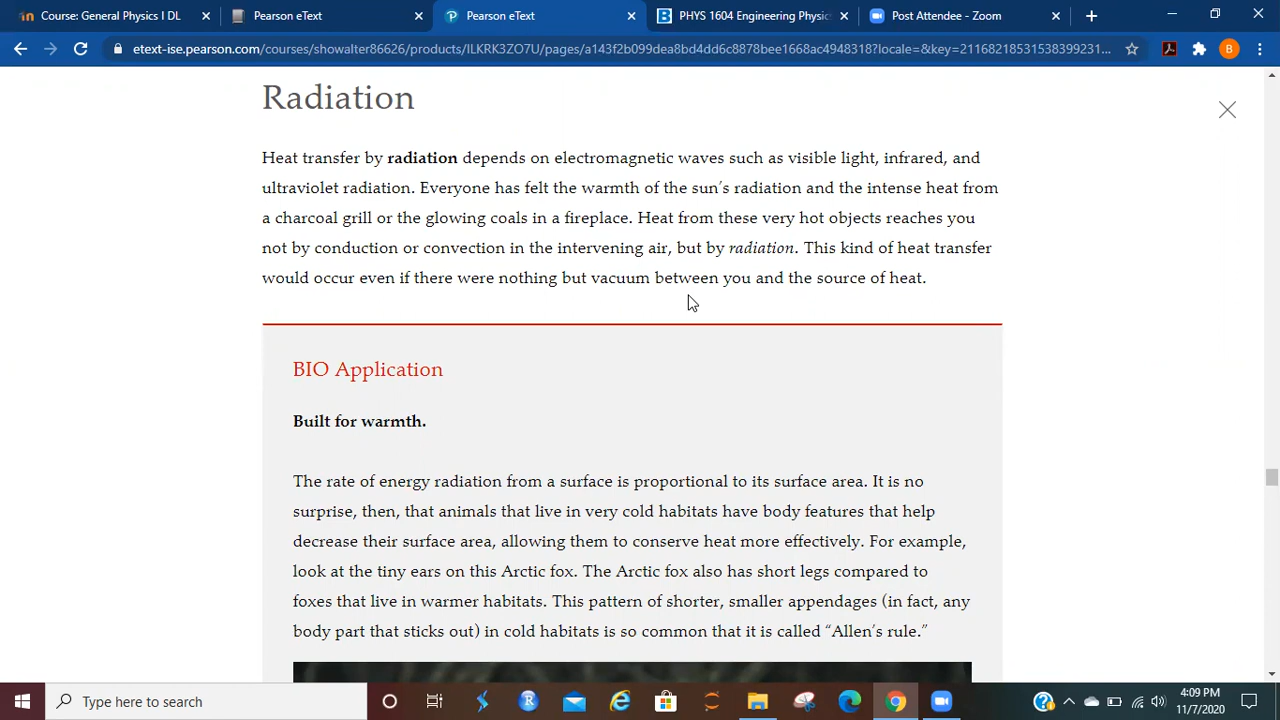 Course: General Physics I DL
Pearson eText
Pearson eText
PHYS 1604 Engineering Physics
Post Attendee - Zoom
etext-ise.pearson.com/courses/showalter86626/products/ILKRK3ZO7U/pages/a143f2b099dea8bd4dd6c8878bee1668ac4948318?locale=&key=21168218531538399231...
B
Radiation
Heat transfer by radiation depends on electromagnetic waves such as visible light, infrared, and
ultraviolet radiation. Everyone has felt the warmth of the sun's radiation and the intense heat from
a charcoal grill or the glowing coals in a fireplace. Heat from these very hot objects reaches you
not by conduction or convection in the intervening air, but by radiation. This kind of heat transfer
would occur even if there were nothing but vacuum between you and the source of heat.
BIO Application
Built for warmth.
The rate of energy radiation from a surface is proportional to its surface area. It is no
surprise, then, that animals that live in very cold habitats have body features that help
decrease their surface area, allowing them to conserve heat more effectively. For example,
look at the tiny ears on this Arctic fox. The Arctic fox also has short legs compared to
foxes that live in warmer habitats. This pattern of shorter, smaller appendages (in fact, any
body part that sticks out) in cold habitats is so common that it is called “Allen's rule.”
Type here to search
4:09 PM
11/7/2020